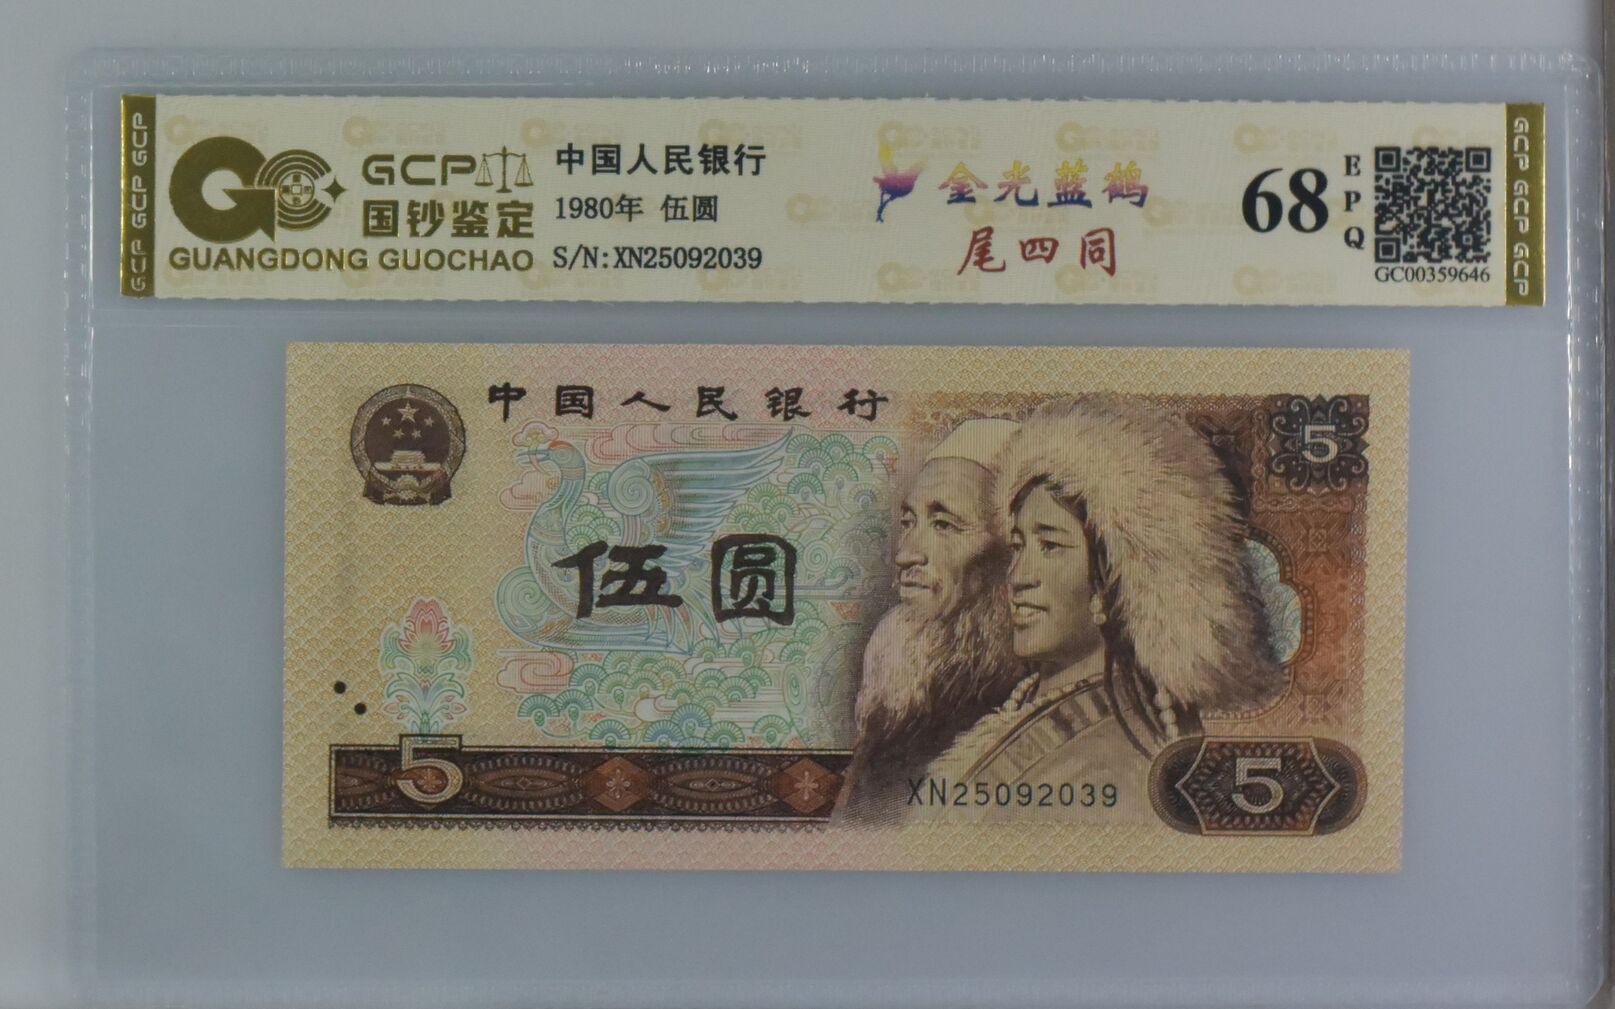 GCP GCP GCP
GCP
国钞鉴定
GUANGDONG GUOCHAO
中国人民银行
1980年 伍圆
S/N:XN25092039
金光蓝鹤
尾四同
68
EPQ
GC00359646
GCP GCP GCP
中国人民银行
5
伍圆
5
XN25092039
5